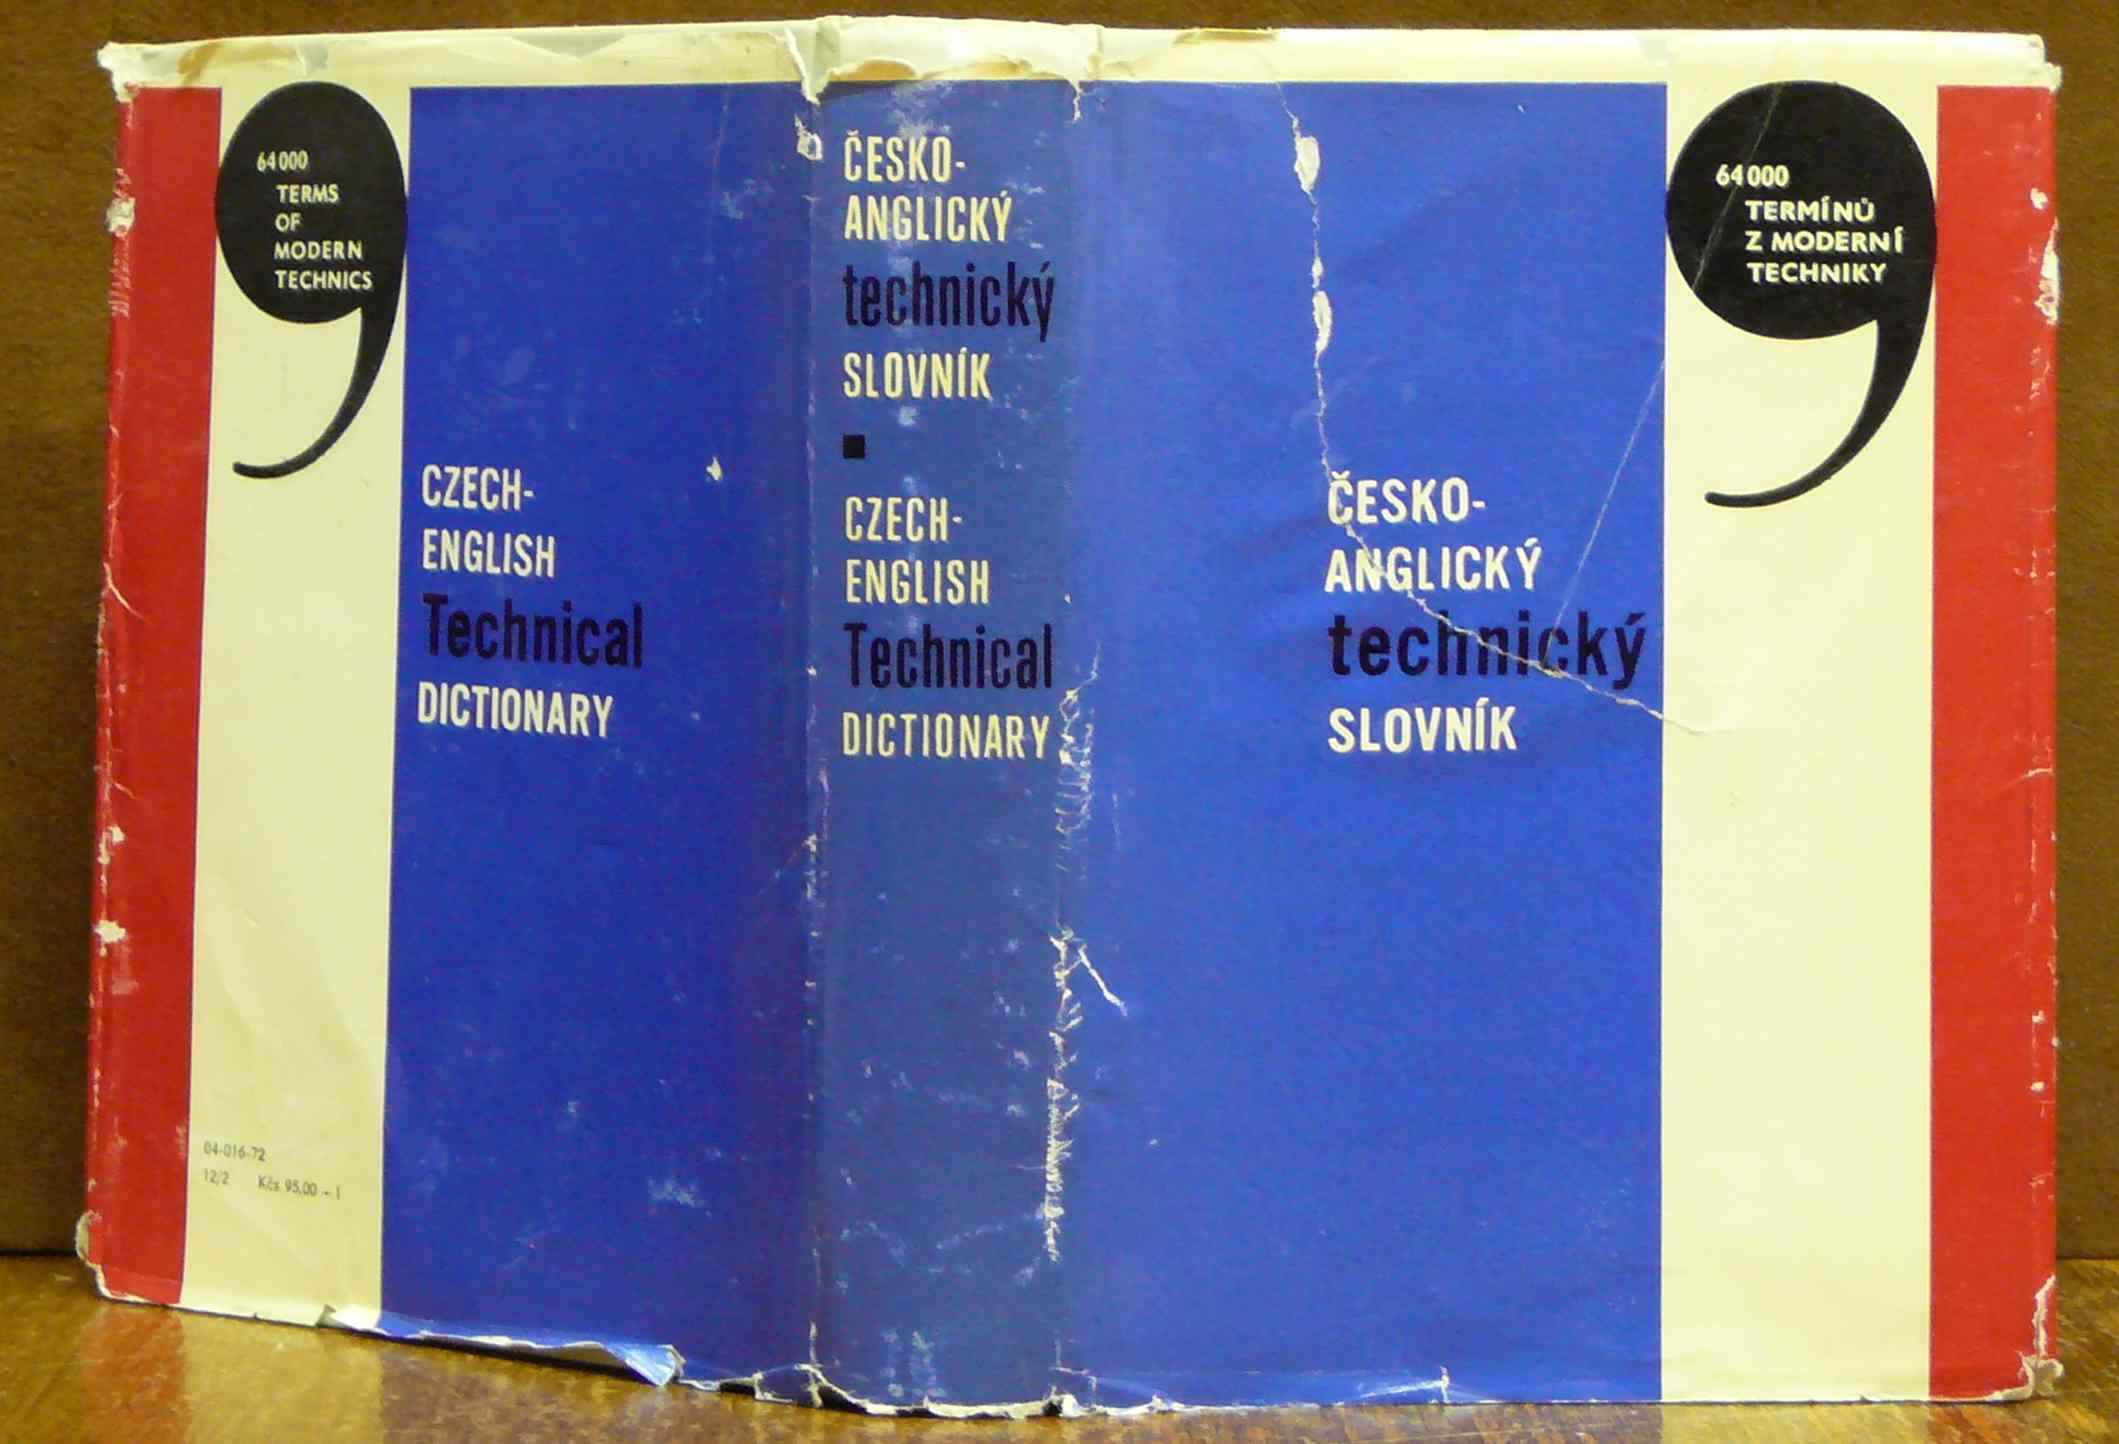 64 000
TERMS
OF
MODERN
TECHNICS
CZECH-
ENGLISH
Technical
DICTIONARY
04-016-72
12/2 Kčs 95,00 – I
ČESKO-
ANGLICKÝ
technický
SLOVNÍK
CZECH-
ENGLISH
Technical
DICTIONARY
ČESKO-
ANGLICKÝ
technický
SLOVNÍK
64 000
TERMÍNŮ
Z MODERNÍ
TECHNIKY